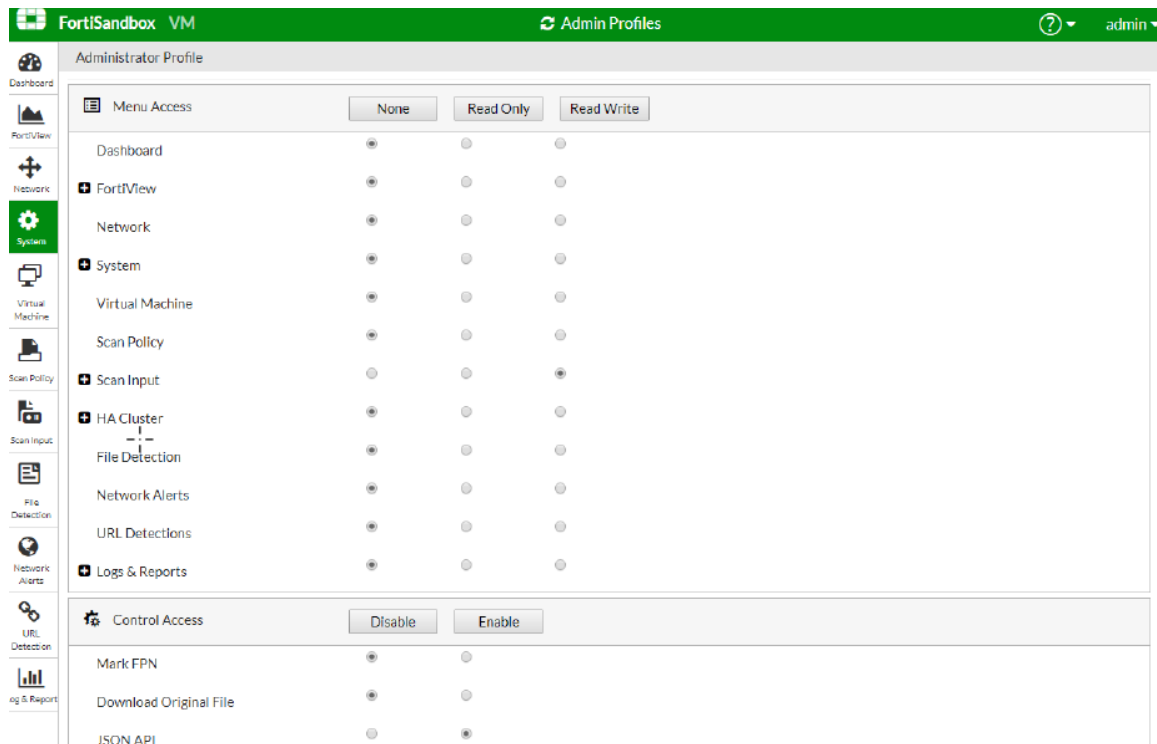 FortiSandbox VM
Admin Profiles
admin
Dashboard
FortiView
Network
System
Virtual
Machine
Scan Policy
Scan Input
File
Detection
Network
Alerts
URL
Detection
og & Report
Administrator Profile
Menu Access None Read Only Read Write
Dashboard
FortiView
Network
System
Virtual Machine
Scan Policy
Scan Input
HA Cluster
File Detection
Network Alerts
URL Detections
Logs & Reports
Control Access Disable Enable
Mark FPN
Download Original File
JSON API